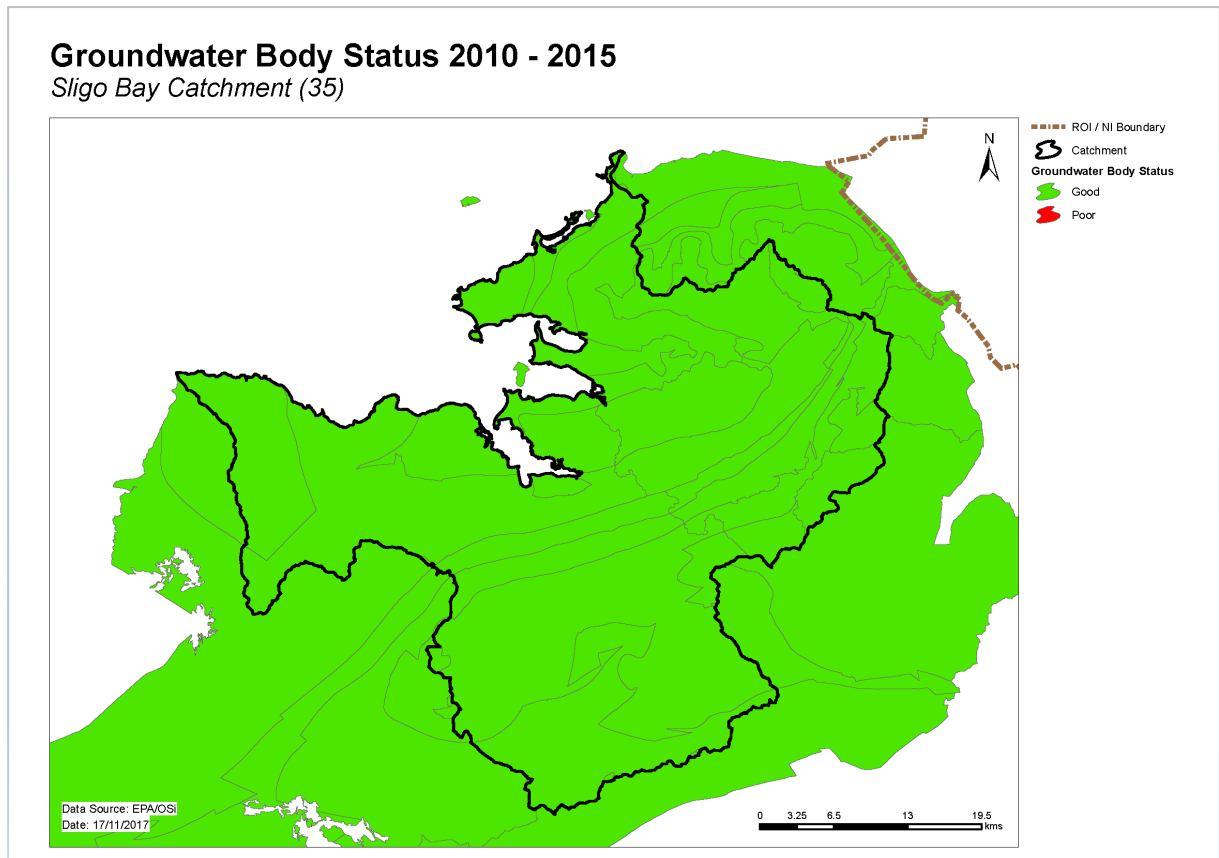 Groundwater Body Status 2010 - 2015
Sligo Bay Catchment (35)
N
ROI / NI Boundary
Catchment
Groundwater Body Status
Good
Poor
Data Source: EPA/OSi
Date: 17/11/2017
0 3.25 6.5 13 19.5
kms